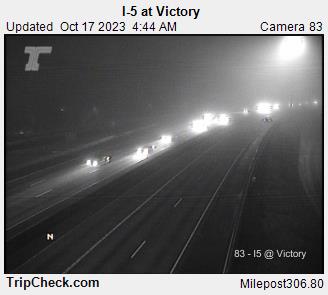 I-5 at Victory
Updated Oct 17 2023 4:44 AM Camera 83
N
83 - I5 @ Victory
TripCheck.com Milepost306.80